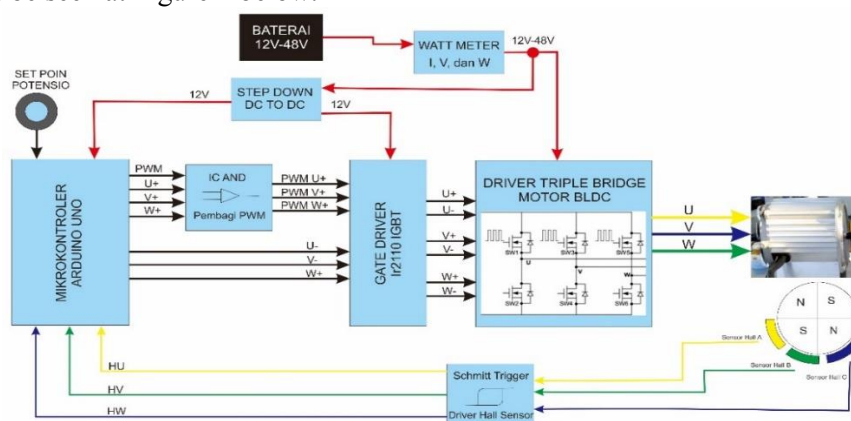 BATERAI
12V-48V
WATT METER
I, V, dan W
12V-48V
SET POIN
POTENSIO
STEP DOWN
DC TO DC
12V
12V
MIKROKONTROLER
ARDUINO UNO
PWM
U+
V+
W+
IC AND
Pembagi PWM
PWM U+
PWM V+
PWM W+
U-
V-
W+
GATE DRIVER
Ir2110 IGBT
U+
U-
V+
V-
W+
W-
DRIVER TRIPLE BRIDGE
MOTOR BLDC
SW1
SW3
SW5
U
V
W
SW2
SW4
SW6
U
V
W
N
S
S
N
Sensor Hall A
Sensor Hall B
Sensor Hall C
HU
HV
HW
Schmitt Trigger
Driver Hall Sensor